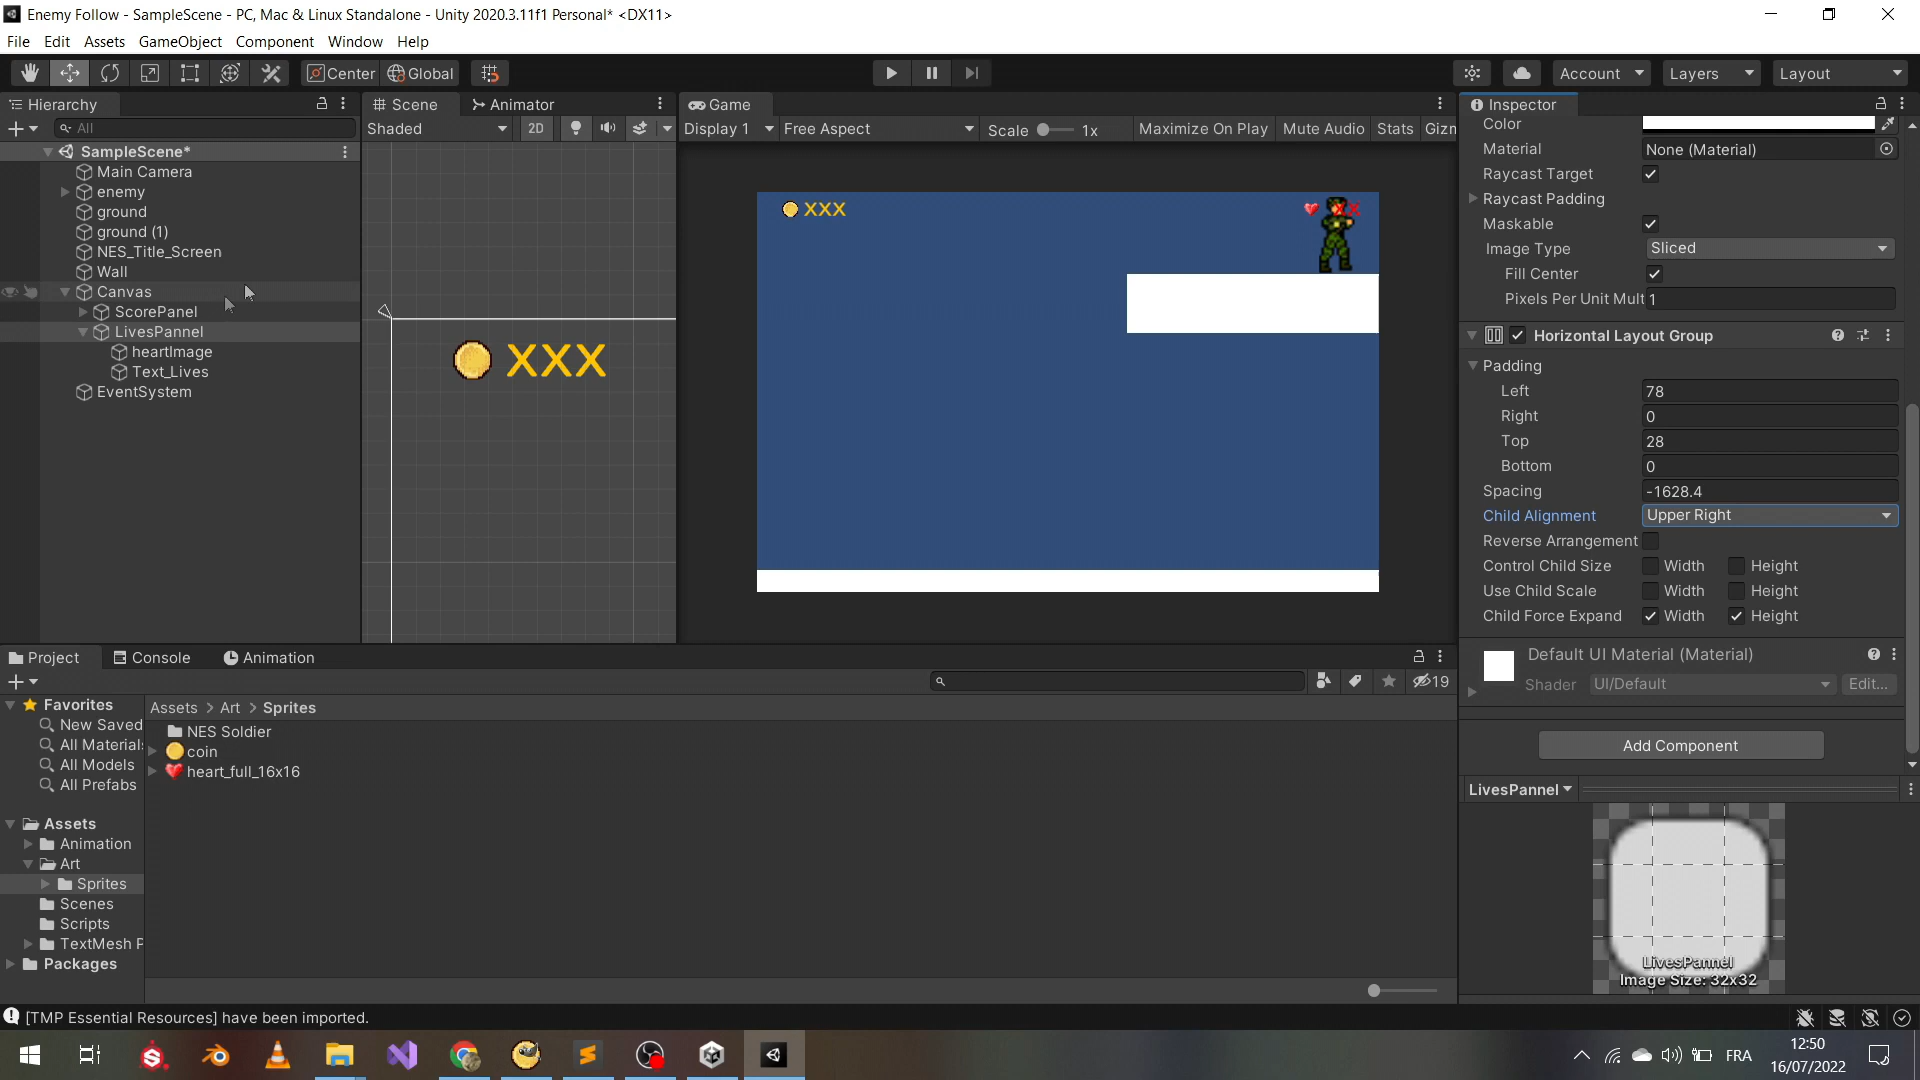 Enemy Follow - SampleScene - PC, Mac & Linux Standalone - Unity 2020.3.11f1 Personal* <DX11>
File Edit Assets GameObject Component Window Help
Center Global Account Layers Layout
Hierarchy Scene Animator Game Inspector
All Shaded 2D Display 1 Free Aspect Scale 1x Maximize On Play Mute Audio Stats Gizn
SampleScene*
Main Camera
enemy
ground
ground (1)
NES_Title_Screen
Wall
Canvas
ScorePanel
LivesPannel
heartImage
Text_Lives
EventSystem
XXX
XXX
Color
Material None (Material)
Raycast Target
Raycast Padding
Maskable
Image Type Sliced
Fill Center
Pixels Per Unit Mult 1
Horizontal Layout Group
Padding
Left 78
Right 0
Top 28
Bottom 0
Spacing -1628.4
Child Alignment Upper Right
Reverse Arrangement
Control Child Size Width Height
Use Child Scale Width Height
Child Force Expand Width Height
Default UI Material (Material)
Shader UI/Default Edit...
Add Component
LivesPannel
LivesPannel
Image Size: 32x32
Project Console Animation
19
Favorites
New Saved
All Material
All Models
All Prefabs
Assets
Animation
Art
Sprites
Scenes
Scripts
TextMesh P
Packages
Assets > Art > Sprites
NES Soldier
coin
heart_full_16x16
[TMP Essential Resources] have been imported.
FRA
12:50
16/07/2022